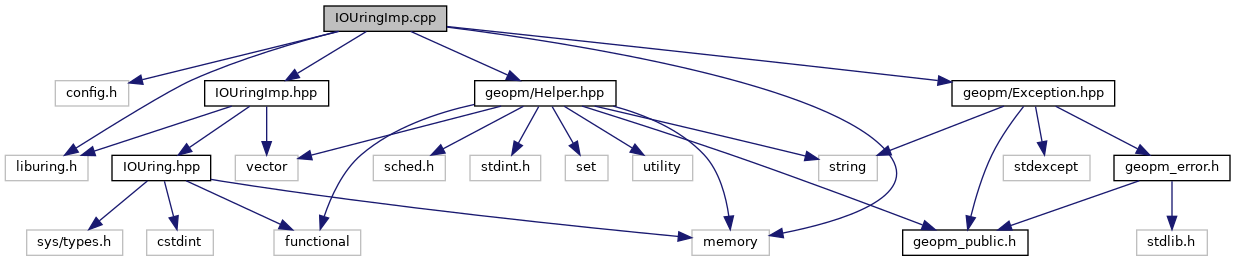 IOUringImp.cpp
config.h
IOUringImp.hpp
geopm/Helper.hpp
geopm/Exception.hpp
liburing.h
IOUring.hpp
vector
sched.h
stdint.h
set
utility
string
stdexcept
geopm_error.h
sys/types.h
cstdint
functional
memory
geopm_public.h
stdlib.h